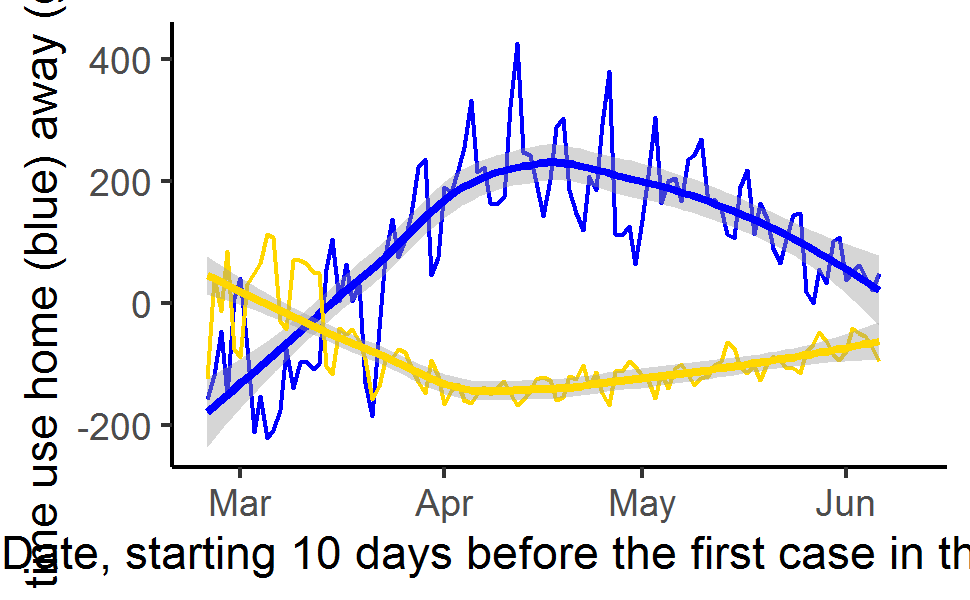 time use home (blue) away (g
400
200
0
-200
Mar Apr May Jun
Date, starting 10 days before the first case in th